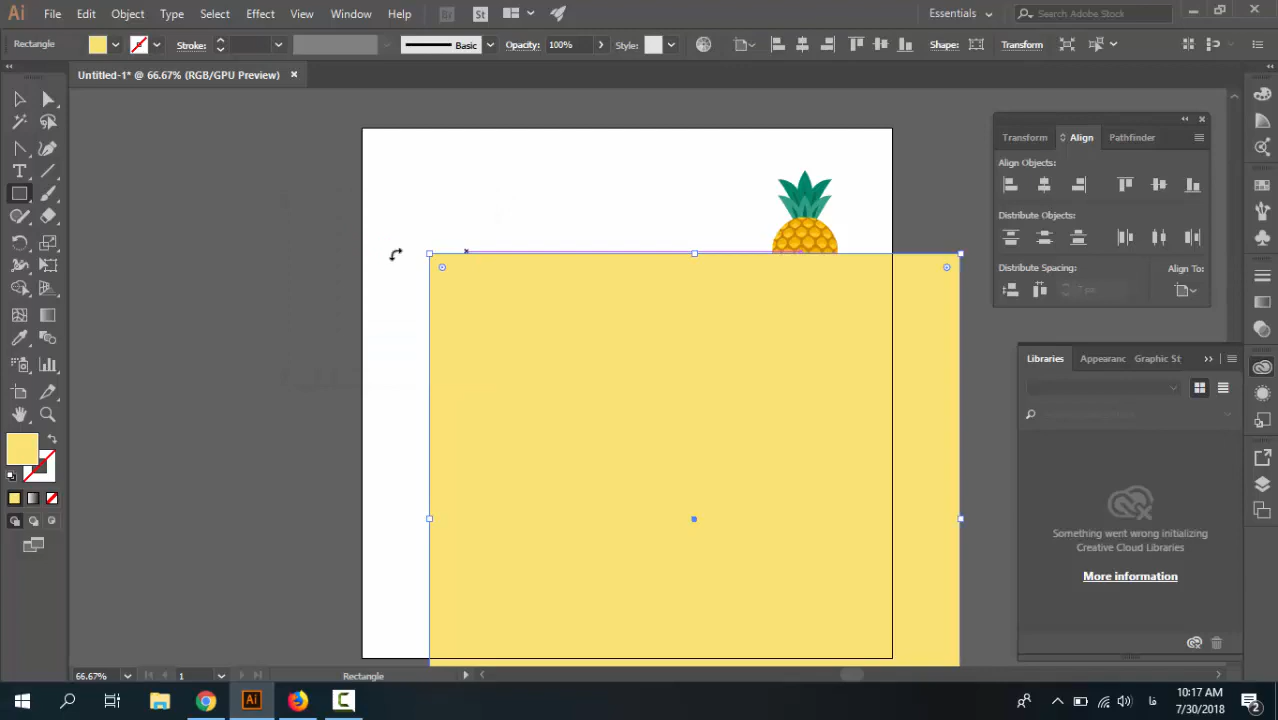 Ai File Edit Object Type Select Effect View Window Help Br St Essentials Search Adobe Stock
Rectangle Stroke: Basic Opacity: 100% Style: Shape: Transform
Untitled-1* @ 66.67% (RGB/GPU Preview)
Transform Align Pathfinder
Align Objects:
Distribute Objects:
Distribute Spacing: Align To:
Libraries Appearanc Graphic St
Something went wrong initializing
Creative Cloud Libraries
More information
66.67% 1 Rectangle
Ai C
10:17 AM
7/30/2018
2